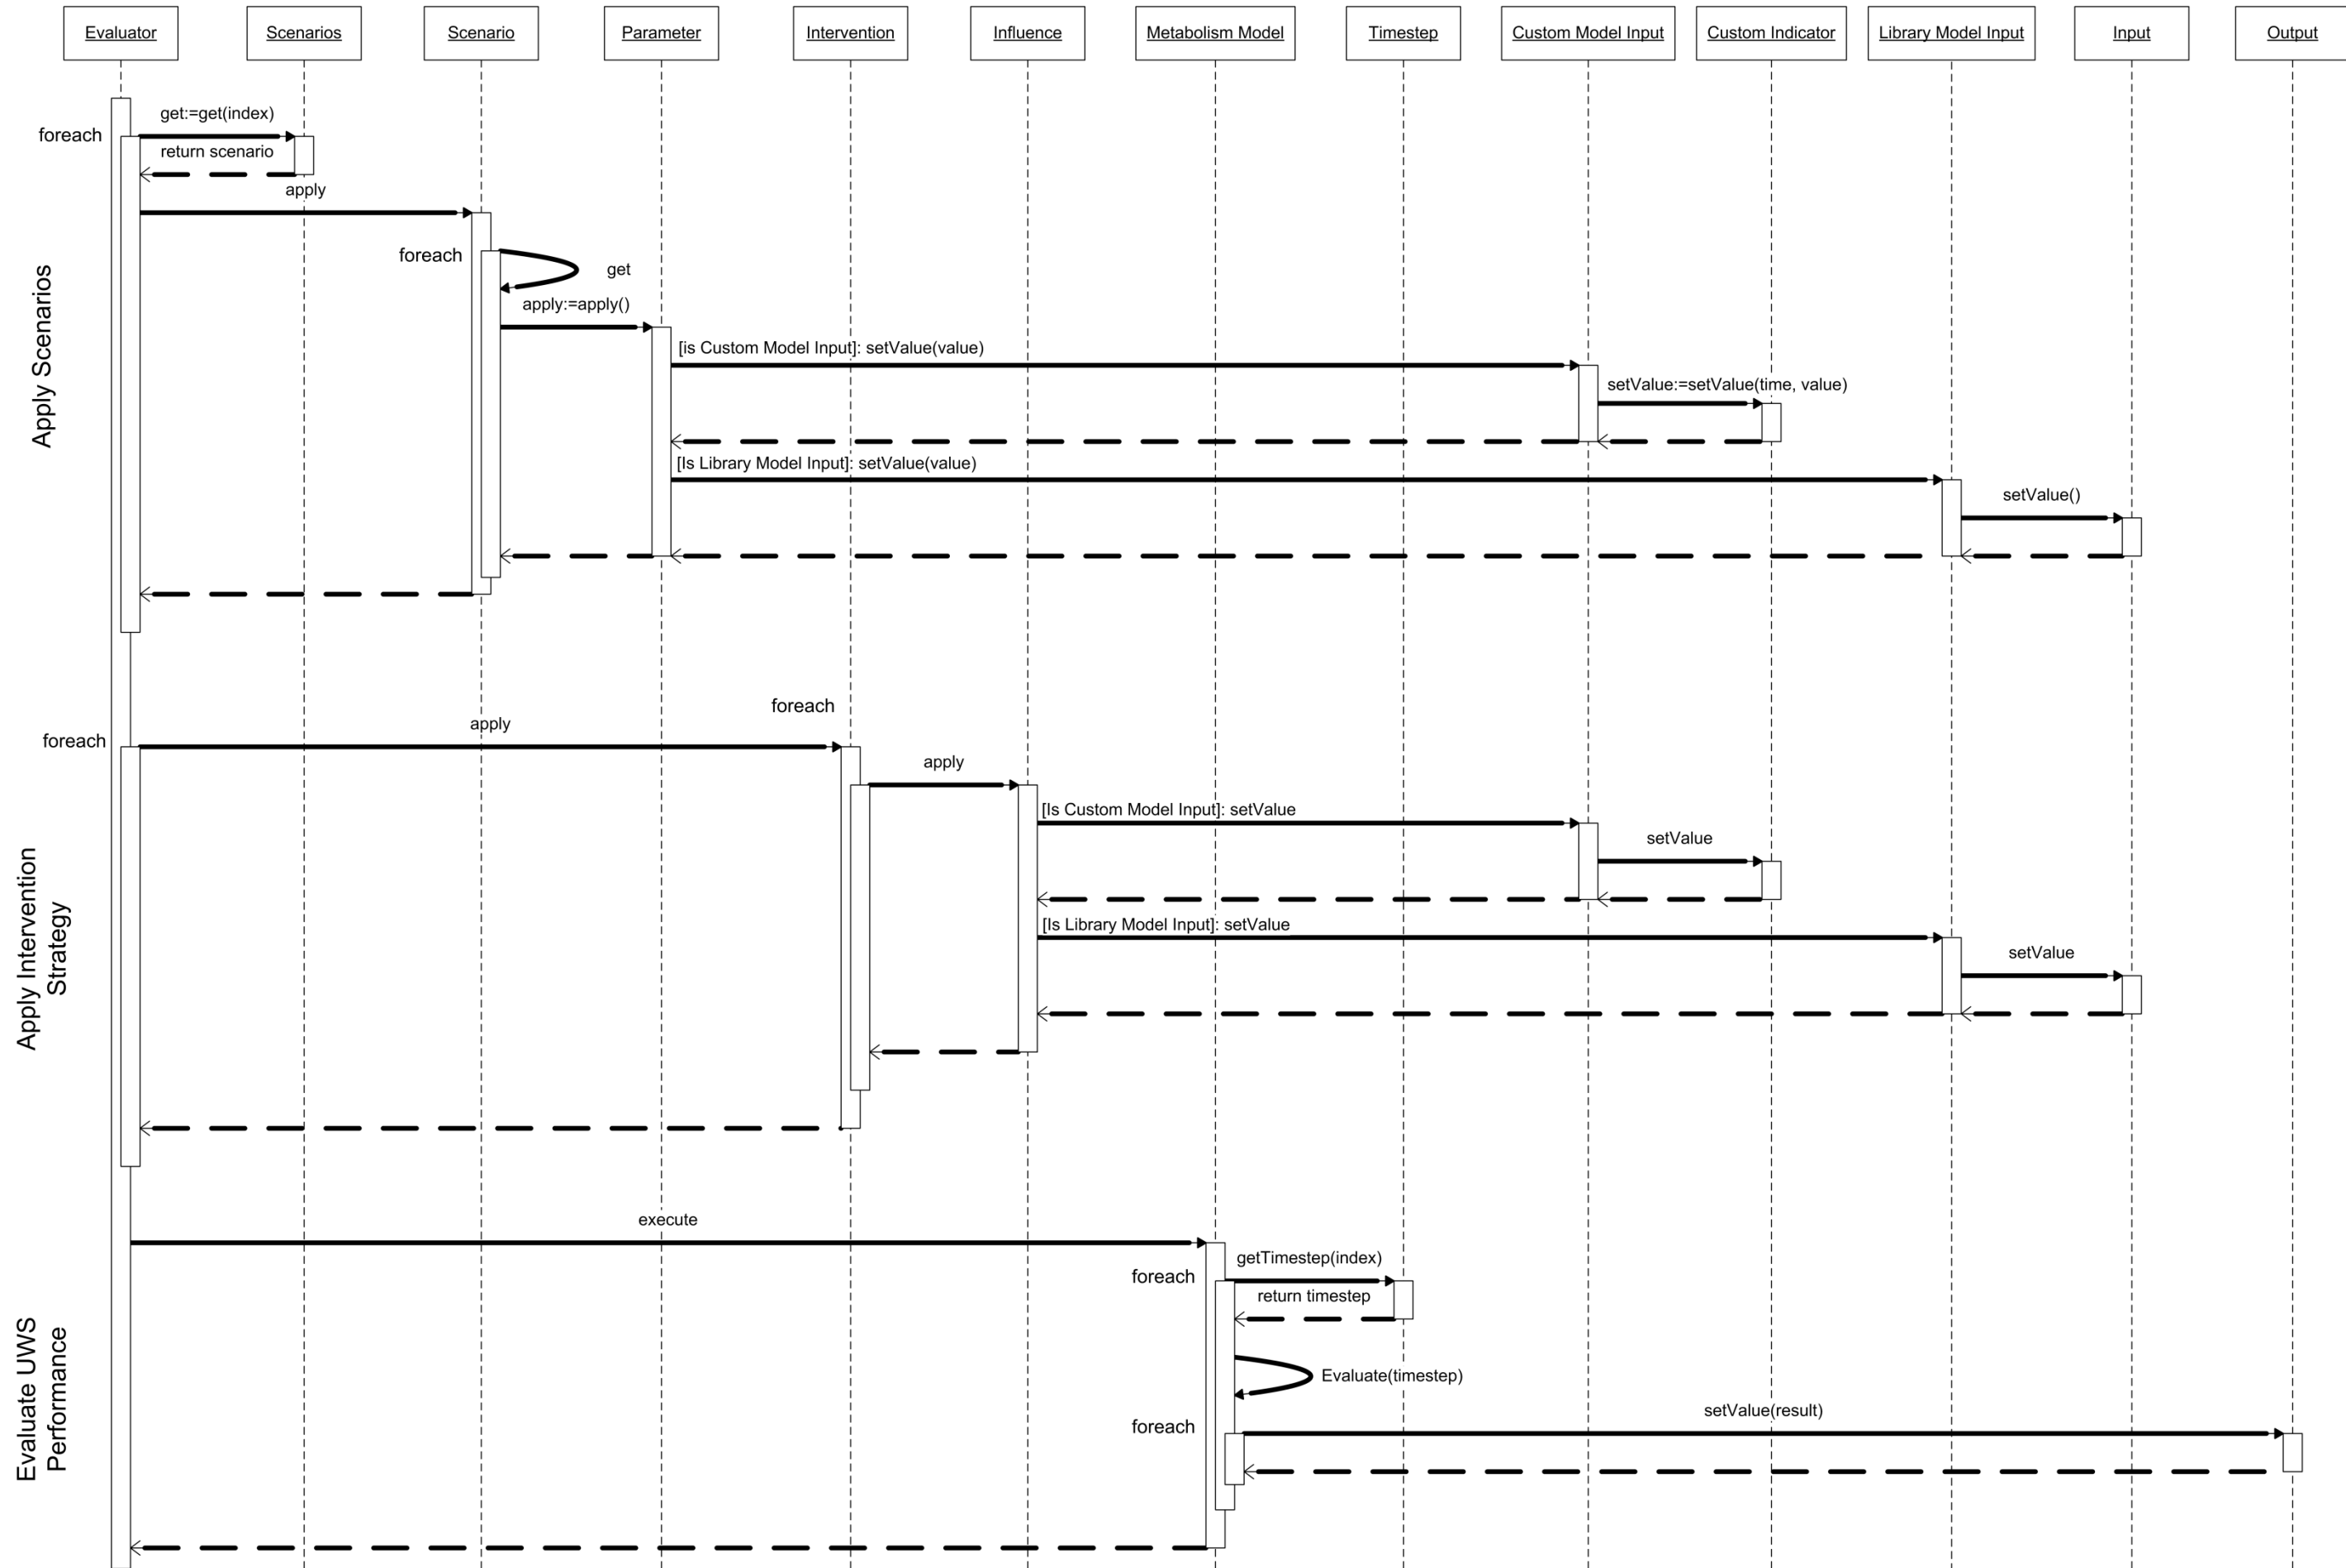 Evaluator
Scenarios
Scenario
Parameter
Intervention
Influence
Metabolism Model
Timestep
Custom Model Input
Custom Indicator
Library Model Input
Input
Output
Apply Scenarios
get:=get(index)
foreach
return scenario
apply
foreach
get
apply:=apply()
[is Custom Model Input]: setValue(value)
setValue:=setValue(time, value)
[Is Library Model Input]: setValue(value)
setValue()
Apply Intervention
Strategy
foreach
apply
foreach
apply
[Is Custom Model Input]: setValue
setValue
[Is Library Model Input]: setValue
setValue
Evaluate UWS
Performance
execute
getTimestep(index)
foreach
return timestep
Evaluate(timestep)
setValue(result)
foreach